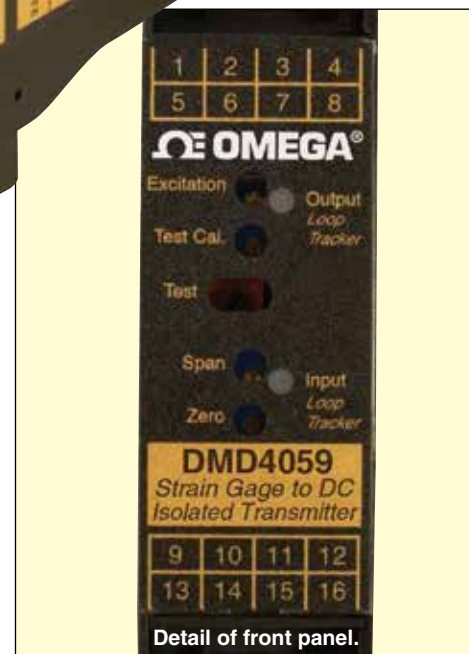 1 2 3 4
5 6 7 8
OMEGA®
Excitation
Output
Loop
Tracker
Test Cal.
Test
Span
Input
Loop
Tracker
Zero
DMD4059
Strain Gage to DC
Isolated Transmitter
9 10 11 12
13 14 15 16
Detail of front panel.